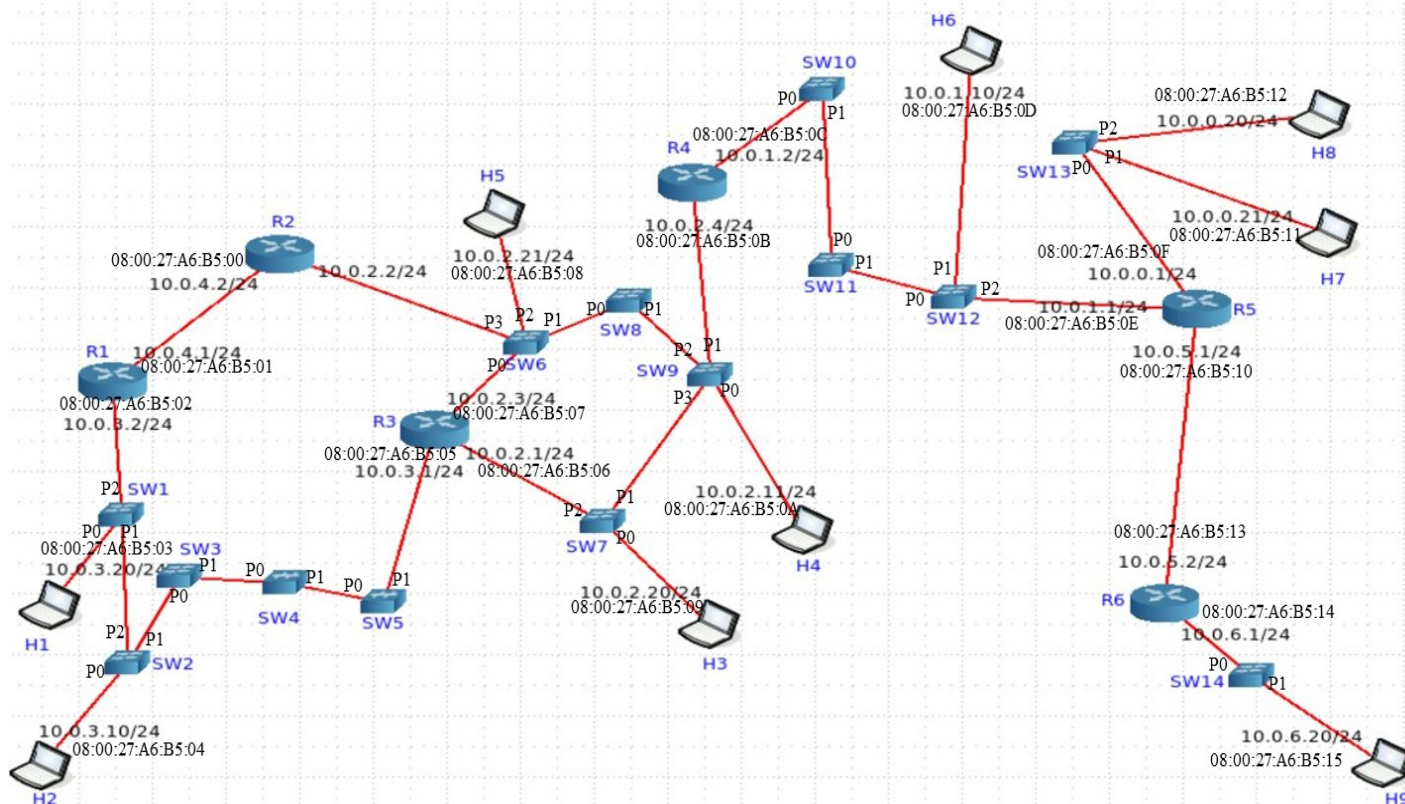 H6
SW10
P0
P1
10.0.1.10/24
08:00:27:A6:B5:0D
08:00:27:A6:B5:12
10.0.0.20/24
H8
P2
P1
P0
SW13
08:00:27:A6:B5:0C
10.0.1.2/24
R4
H5
10.0.2.21/24
08:00:27:A6:B5:08
R2
08:00:27:A6:B5:00
10.0.4.2/24
10.0.2.2/24
10.0.2.4/24
08:00:27:A6:B5:0B
10.0.0.21/24
08:00:27:A6:B5:11
H7
P0
P1
SW11
08:00:27:A6:B5:0F
10.0.0.1/24
R5
P1
P0
P2
SW12
10.0.1.1/24
08:00:27:A6:B5:0E
P0
P1
SW8
P3
P2
P1
P0
SW6
R1
10.0.4.1/24
08:00:27:A6:B5:01
08:00:27:A6:B5:02
10.0.3.2/24
P2
P1
SW9
P0
P3
10.0.5.1/24
08:00:27:A6:B5:10
10.0.2.3/24
08:00:27:A6:B5:07
R3
08:00:27:A6:B5:05
10.0.3.1/24
10.0.2.1/24
08:00:27:A6:B5:06
P2
SW1
P0
P1
08:00:27:A6:B5:03
10.0.3.20/24
H1
P1
P2
P0
SW7
10.0.2.11/24
08:00:27:A6:B5:0A
H4
SW3
P1
P0
P0
P1
SW4
P0
P1
SW5
10.0.2.20/24
08:00:27:A6:B5:09
H3
08:00:27:A6:B5:13
10.0.5.2/24
R6
08:00:27:A6:B5:14
10.0.6.1/24
P2
P1
P0
SW2
P0
SW14
P1
10.0.3.10/24
08:00:27:A6:B5:04
H2
10.0.6.20/24
08:00:27:A6:B5:15
H9